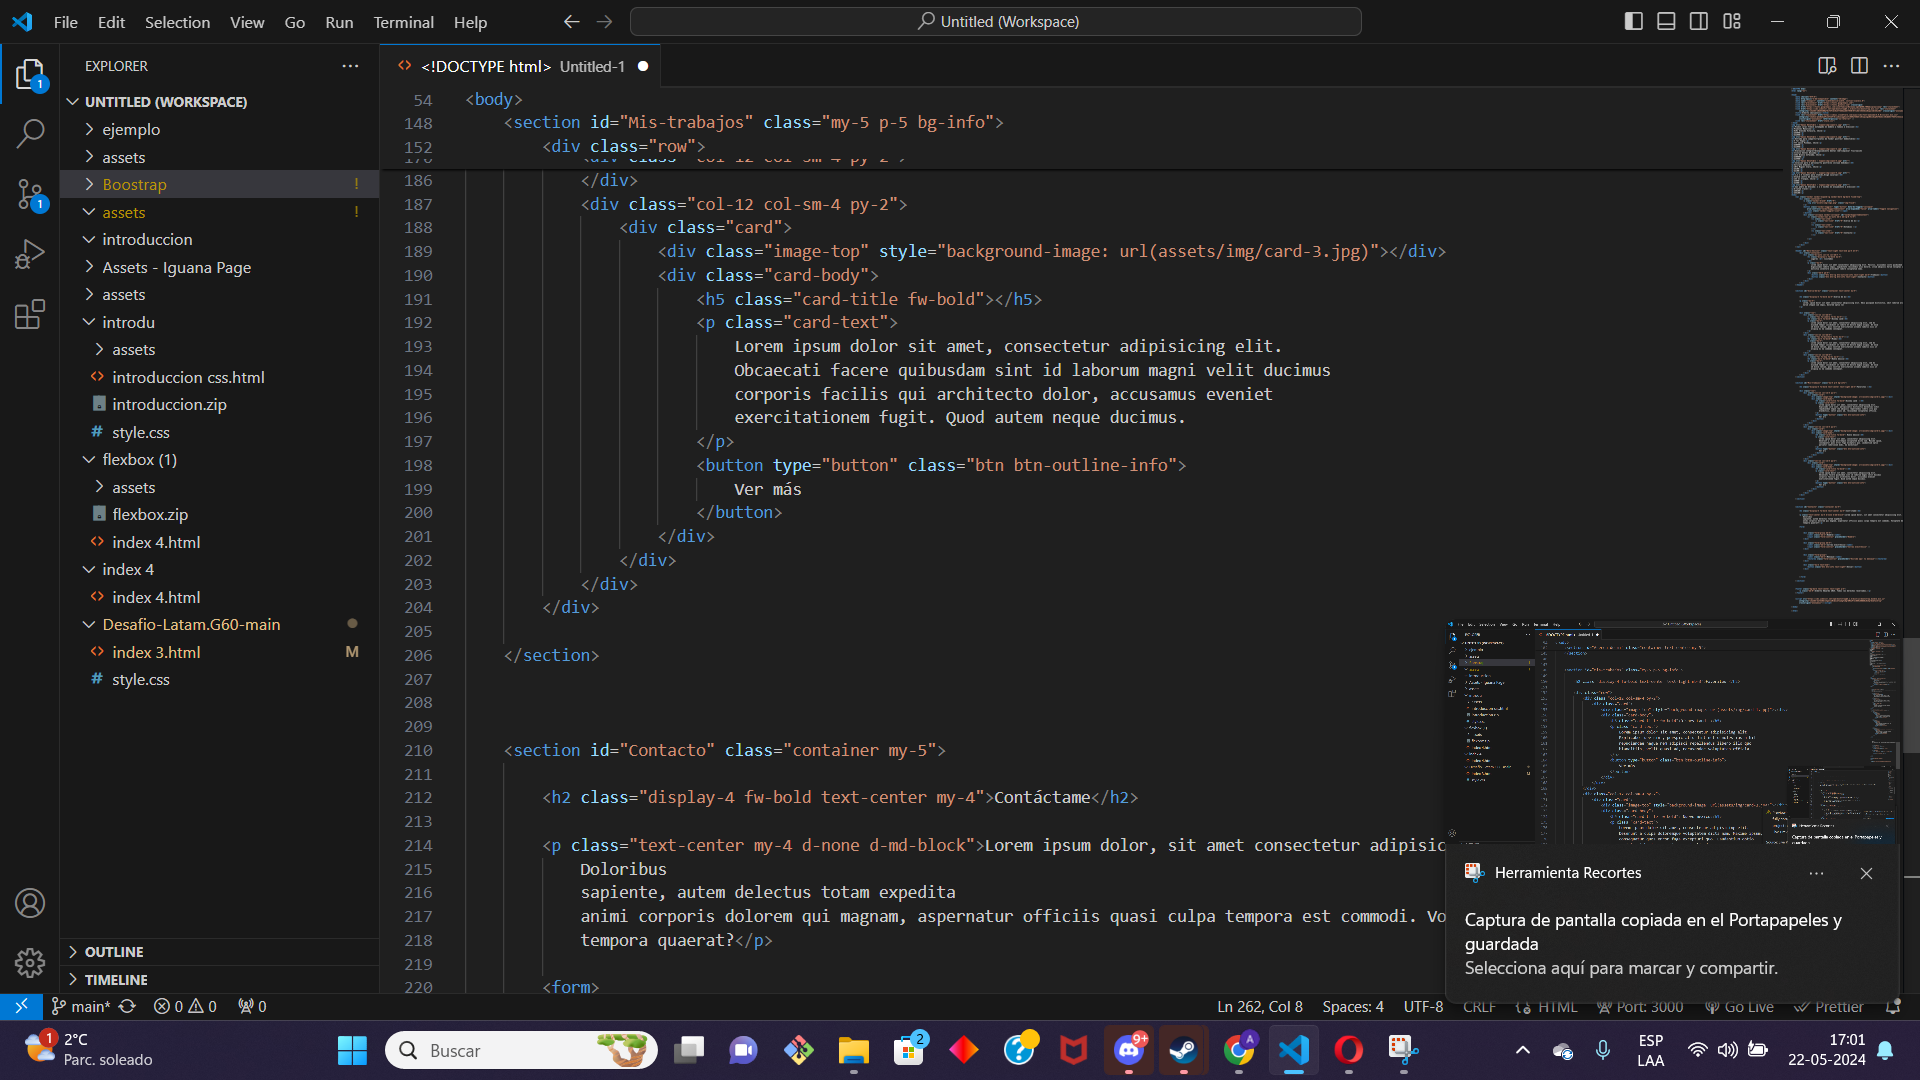 File Edit Selection View Go Run Terminal Help
Untitled (Workspace)
EXPLORER
<!DOCTYPE html> Untitled-1
UNTITLED (WORKSPACE)
ejemplo
assets
Boostrap !
assets !
introduccion
Assets - Iguana Page
assets
introdu
assets
introduccion css.html
introduccion.zip
style.css
flexbox (1)
assets
flexbox.zip
index 4.html
index 4
index 4.html
Desafio-Latam.G60-main
index 3.html M
style.css
OUTLINE
TIMELINE
1
1
54 <body>
148 <section id="Mis-trabajos" class="my-5 p-5 bg-info">
152 <div class="row">
186 </div>
187 <div class="col-12 col-sm-4 py-2">
188 <div class="card">
189 <div class="image-top" style="background-image: url(assets/img/card-3.jpg)"></div>
190 <div class="card-body">
191 <h5 class="card-title fw-bold"></h5>
192 <p class="card-text">
193 Lorem ipsum dolor sit amet, consectetur adipisicing elit.
194 Obcaecati facere quibusdam sint id laborum magni velit ducimus
195 corporis facilis qui architecto dolor, accusamus eveniet
196 exercitationem fugit. Quod autem neque ducimus.
197 </p>
198 <button type="button" class="btn btn-outline-info">
199 Ver más
200 </button>
201 </div>
202 </div>
203 </div>
204 </div>
205
206 </section>
207
208
209
210 <section id="Contacto" class="container my-5">
211
212 <h2 class="display-4 fw-bold text-center my-4">Contáctame</h2>
213
214 <p class="text-center my-4 d-none d-md-block">Lorem ipsum dolor, sit amet consectetur adipisic
215 Doloribus
216 sapiente, autem delectus totam expedita
217 animi corporis dolorem qui magnam, aspernatur officiis quasi culpa tempora est commodi. Vo
218 tempora quaerat?</p>
219
220 <form>
Herramienta Recortes
Captura de pantalla copiada en el Portapapeles y
guardada
Selecciona aquí para marcar y compartir.
main* 0 0 0
Ln 262, Col 8 Spaces: 4 UTF-8 CRLF HTML Port: 3000 Go Live Prettier
1 2°C
Parc. soleado
Buscar
2
9+
A
ESP
LAA
17:01
22-05-2024